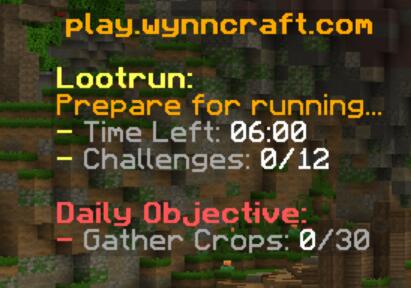 play.wynncraft.com
Lootrun:
Prepare for running...
- Time Left: 06:00
- Challenges: 0/12
Daily Objective:
- Gather Crops: 0/30